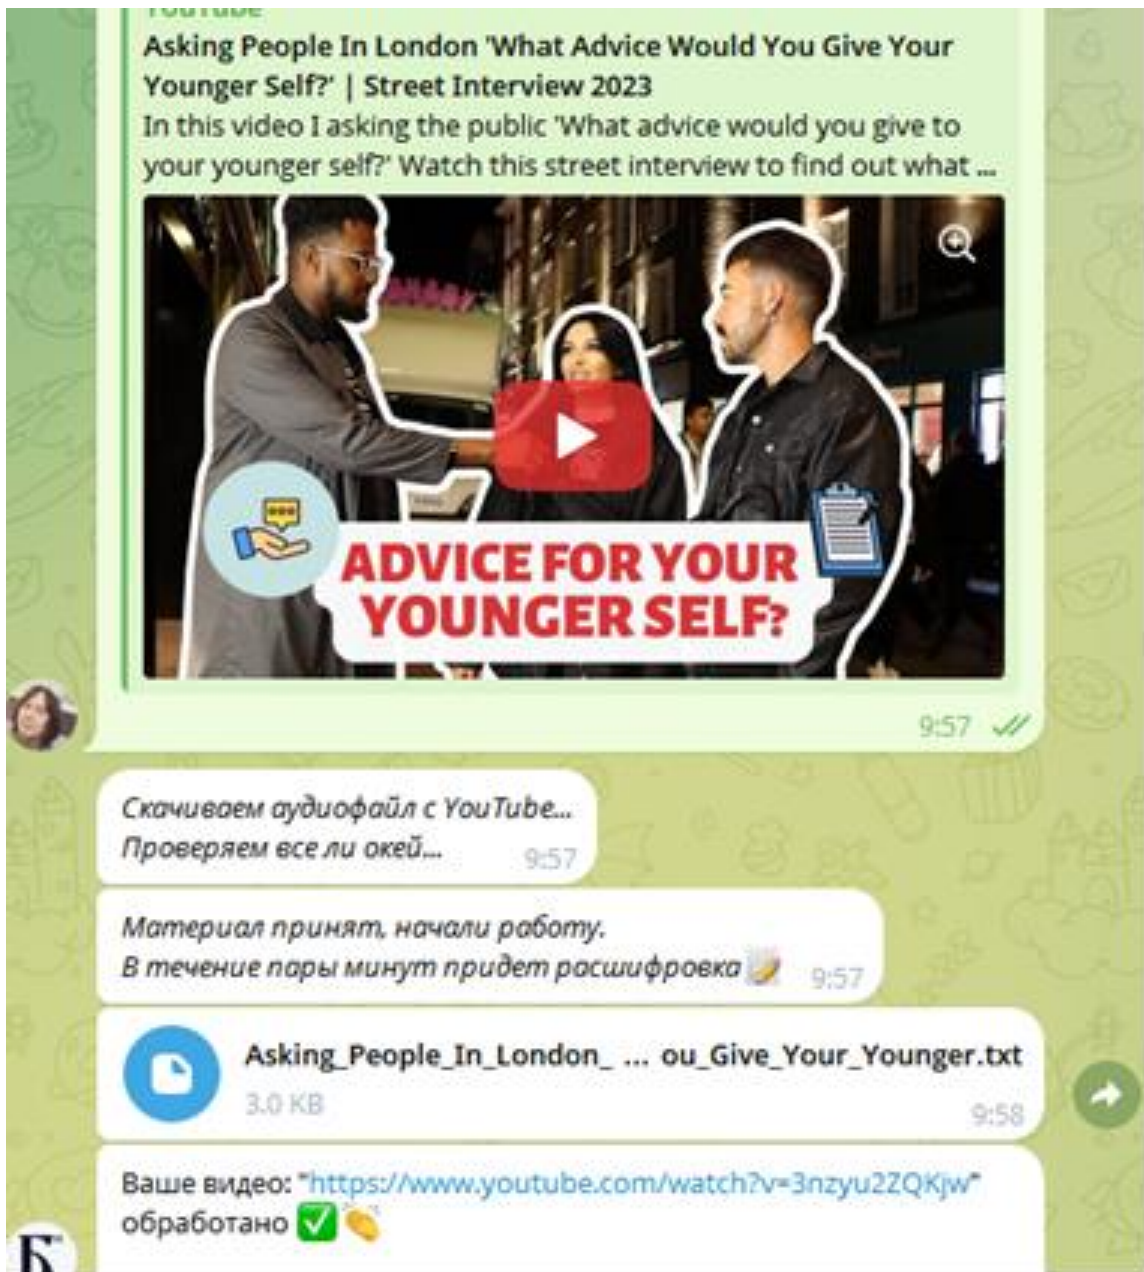 YouTube
Asking People In London 'What Advice Would You Give Your
Younger Self?' | Street Interview 2023
In this video I asking the public 'What advice would you give to
your younger self?' Watch this street interview to find out what ...
ADVICE FOR YOUR
YOUNGER SELF?
9:57
Скачиваем аудиофайл с YouTube...
Проверяем все ли окей...
9:57
Материал принят, начали работу.
В течение пары минут придет расшифровка
9:57
Asking_People_In_London_ ... ou_Give_Your_Younger.txt
3.0 KB
9:58
Ваше видео: "https://www.youtube.com/watch?v=3nzyu2ZQKjw"
обработано